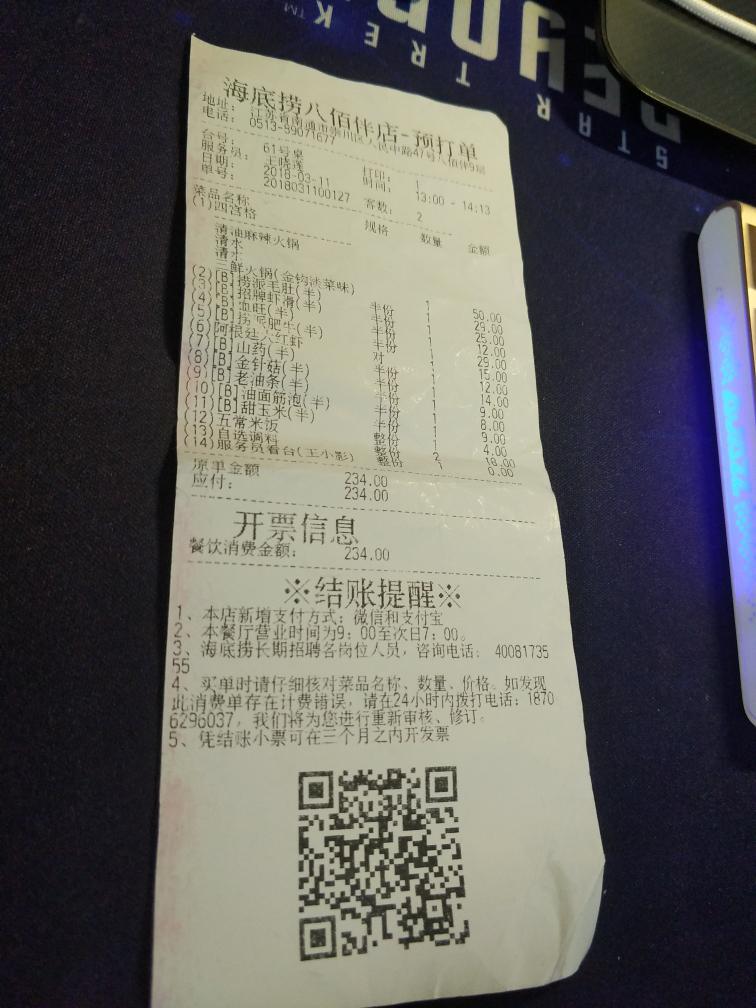 STAR TREK™
BEYOND
海底捞八佰伴店-预打单
地址: 江苏省南通市崇川区人民中路47号八佰伴9层
电话: 0513-59071677
台号: 61号桌 打印: 1
服务员: 王晓莲 时间: 13:00 - 14:13
日期: 2018-03-11 客数: 2
单号: 2018031100127
菜品名称 规格 数量 金额
(1)四宫格
清油麻辣火锅
清水
清水
三鲜火锅(金钩淡菜味) 1 50.00
(2)[B]捞派毛肚(半) 半份 1 29.00
(3)[B]招牌虾滑(半) 半份 1 25.00
(4)[B]血旺(半) 半份 1 12.00
(5)[B]捞派肥牛(半) 半份 1 29.00
(6)阿根廷大红虾 对 1 15.00
(7)[B]山药(半) 半份 1 12.00
(8)[B]金针菇(半) 半份 1 14.00
(9)[B]老油条(半) 半份 1 9.00
(10)[B]油面筋泡(半) 半份 1 8.00
(11)[B]甜玉米(半) 半份 1 9.00
(12)五常米饭 整份 1 4.00
(13)自选调料 整份 2 18.00
(14)服务员看台(王小影) 整份 1 0.00
原单金额 234.00
应付: 234.00
开票信息
餐饮消费金额: 234.00
※结账提醒※
1、本店新增支付方式：微信和支付宝
2、本餐厅营业时间为9：00至次日7：00。
3、海底捞长期招聘各岗位人员，咨询电话： 40081735
55
4、买单时请仔细核对菜品名称、数量、价格。如发现
此消费单存在计费错误，请在24小时内拨打电话：1870
6296037，我们将为您进行重新审核、修订。
5、凭结账小票可在三个月之内开发票